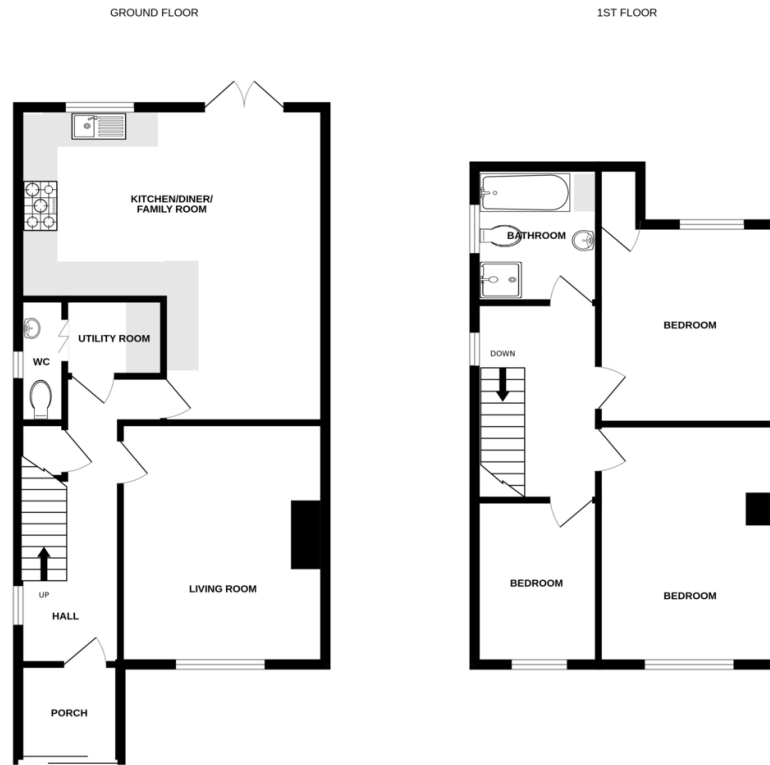 GROUND FLOOR
KITCHEN/DINER/
FAMILY ROOM
UTILITY ROOM
WC
UP
HALL
LIVING ROOM
PORCH
1ST FLOOR
BATHROOM
BEDROOM
DOWN
BEDROOM
BEDROOM